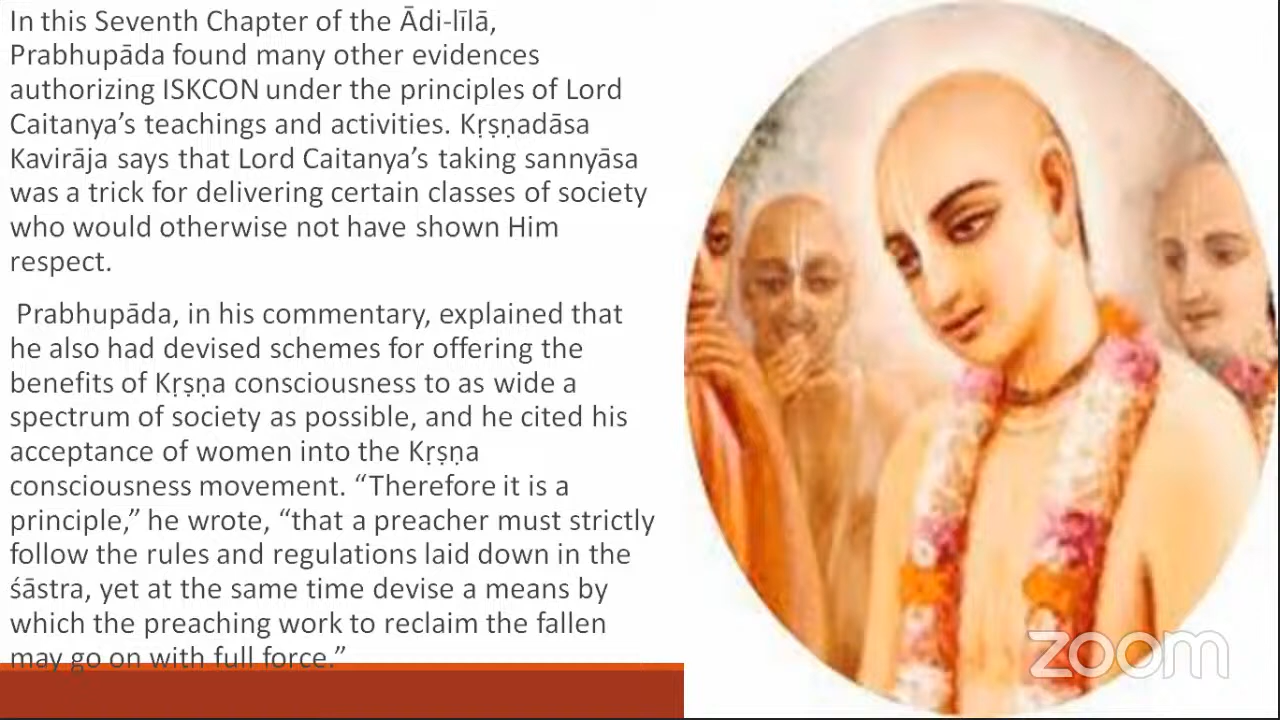 In this Seventh Chapter of the Ādi-līlā,
Prabhupāda found many other evidences
authorizing ISKCON under the principles of Lord
Caitanya’s teachings and activities. Kṛṣṇadāsa
Kavirāja says that Lord Caitanya’s taking sannyāsa
was a trick for delivering certain classes of society
who would otherwise not have shown Him
respect.
Prabhupāda, in his commentary, explained that
he also had devised schemes for offering the
benefits of Kṛṣṇa consciousness to as wide a
spectrum of society as possible, and he cited his
acceptance of women into the Kṛṣṇa
consciousness movement. “Therefore it is a
principle,” he wrote, “that a preacher must strictly
follow the rules and regulations laid down in the
śāstra, yet at the same time devise a means by
which the preaching work to reclaim the fallen
may go on with full force.”
zoom